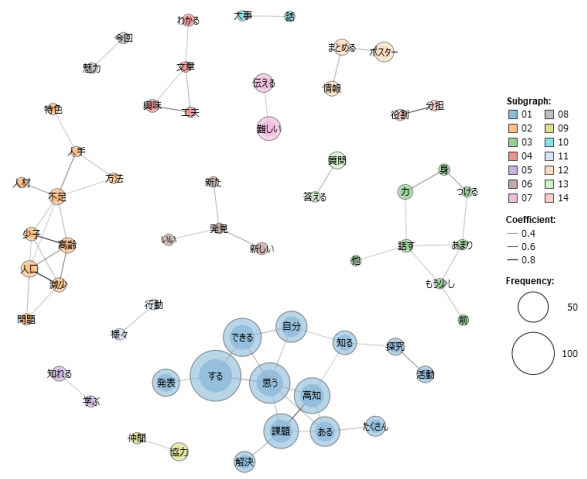 今回
魅力
わかる
文章
興味
工夫
大事
話
まとめる
ポスター
情報
伝える
難しい
役割
分担
特色
人手
人材
方法
不足
少子
高齢
人口
減少
問題
新た
発見
いい
新しい
質問
答える
身
力
つける
話す
あまり
他
もう少し
前
行動
様々
知れる
学ぶ
仲間
協力
できる
自分
知る
探究
活動
発表
する
思う
高知
課題
ある
たくさん
解決
Subgraph:
01 08
02 09
03 10
04 11
05 12
06 13
07 14
Coefficient:
0.4
0.6
0.8
Frequency:
50
100